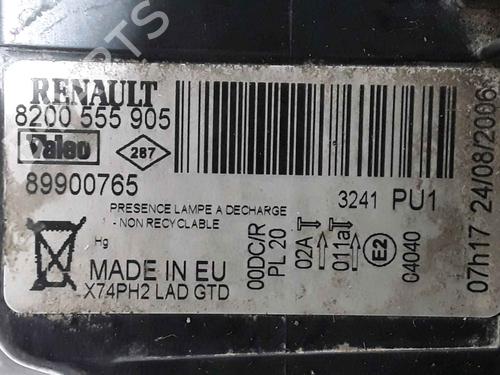 RENAULT
8200 555 905
Valeo
287
89900765
PRESENCE LAMPE A DECHARGE
- NON RECYCLABLE
Hg
MADE IN EU
X74PH2 LAD GTD
3241 PU1
00DC/R
PL 20
02A
011a
E2
04040
07h17 24/08/2006